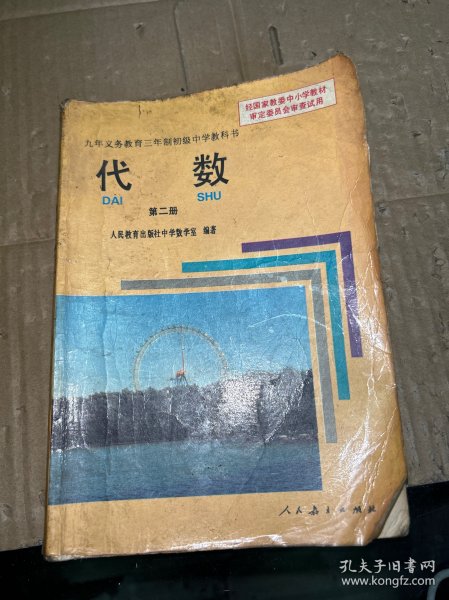 经国家教委中小学教材
审定委员会审查试用
九年义务教育三年制初级中学教科书
代 数
DAI SHU
第二册
人民教育出版社中学数学室 编著
人民教育出版社
孔夫子旧书网
www.kongfz.com